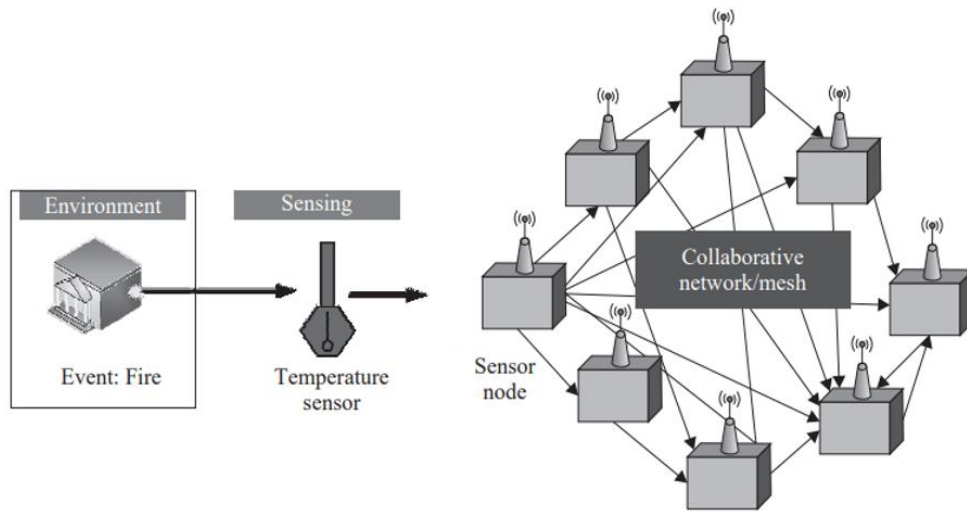 Environment
Sensing
Event: Fire
Temperature
sensor
Sensor
node
Collaborative
network/mesh